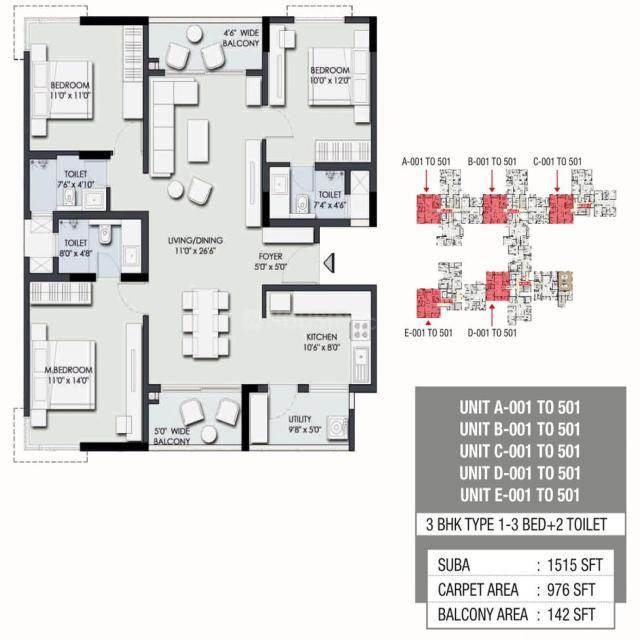 4'6" WIDE
BALCONY
BEDROOM
11'0" x 11'0"
BEDROOM
10'0" x 12'0"
TOILET
7'6" x 4'10"
TOILET
7'4" x 4'6"
TOILET
8'0" x 4'8"
LIVING/DINING
11'0" x 26'6"
FOYER
5'0" x 5'0"
KITCHEN
10'6" x 8'0"
M.BEDROOM
11'0" x 14'0"
5'0" WIDE
BALCONY
UTILITY
9'8" x 5'0"
A-001 TO 501
B-001 TO 501
C-001 TO 501
E-001 TO 501
D-001 TO 501
UNIT A-001 TO 501
UNIT B-001 TO 501
UNIT C-001 TO 501
UNIT D-001 TO 501
UNIT E-001 TO 501
3 BHK TYPE 1-3 BED+2 TOILET
SUBA : 1515 SFT
CARPET AREA : 976 SFT
BALCONY AREA : 142 SFT